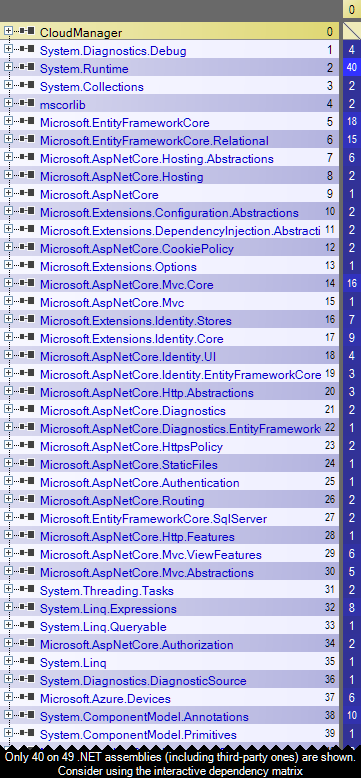 0
CloudManager 0
System.Diagnostics.Debug 1 4
System.Runtime 2 40
System.Collections 3 2
mscorlib 4 2
Microsoft.EntityFrameworkCore 5 18
Microsoft.EntityFrameworkCore.Relational 6 15
Microsoft.AspNetCore.Hosting.Abstractions 7 6
Microsoft.AspNetCore.Hosting 8 2
Microsoft.AspNetCore 9 1
Microsoft.Extensions.Configuration.Abstractions 10 2
Microsoft.Extensions.DependencyInjection.Abstracti 11 2
Microsoft.AspNetCore.CookiePolicy 12 2
Microsoft.Extensions.Options 13 1
Microsoft.AspNetCore.Mvc.Core 14 16
Microsoft.AspNetCore.Mvc 15 1
Microsoft.Extensions.Identity.Stores 16 7
Microsoft.Extensions.Identity.Core 17 9
Microsoft.AspNetCore.Identity.UI 18 4
Microsoft.AspNetCore.Identity.EntityFrameworkCore 19 3
Microsoft.AspNetCore.Http.Abstractions 20 3
Microsoft.AspNetCore.Diagnostics 21 2
Microsoft.AspNetCore.Diagnostics.EntityFramework 22 1
Microsoft.AspNetCore.HttpsPolicy 23 2
Microsoft.AspNetCore.StaticFiles 24 1
Microsoft.AspNetCore.Authentication 25 1
Microsoft.AspNetCore.Routing 26 2
Microsoft.EntityFrameworkCore.SqlServer 27 2
Microsoft.AspNetCore.Http.Features 28 1
Microsoft.AspNetCore.Mvc.ViewFeatures 29 6
Microsoft.AspNetCore.Mvc.Abstractions 30 5
System.Threading.Tasks 31 2
System.Linq.Expressions 32 8
System.Linq.Queryable 33 1
Microsoft.AspNetCore.Authorization 34 2
System.Linq 35 1
System.Diagnostics.DiagnosticSource 36 1
Microsoft.Azure.Devices 37 6
System.ComponentModel.Annotations 38 10
System.ComponentModel.Primitives 39 1
Only 40 on 49 .NET assemblies (including third-party ones) are shown.
Consider using the interactive dependency matrix